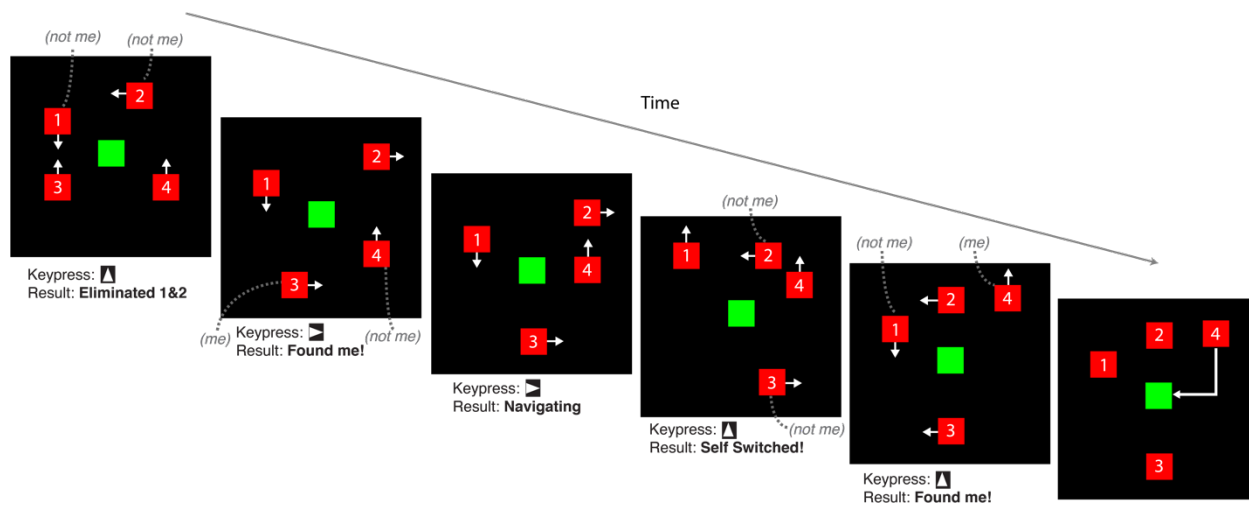 (not me)
(not me)
2
1
3
4
Keypress:
Result: Eliminated 1&2
Time
2
1
4
3
(me)
Keypress:
(not me)
Result: Found me!
2
1
4
3
Keypress:
Result: Navigating
(not me)
1
2
4
3
Keypress:
(not me)
Result: Self Switched!
(not me)
(me)
2
4
1
3
Keypress:
Result: Found me!
2
4
1
3